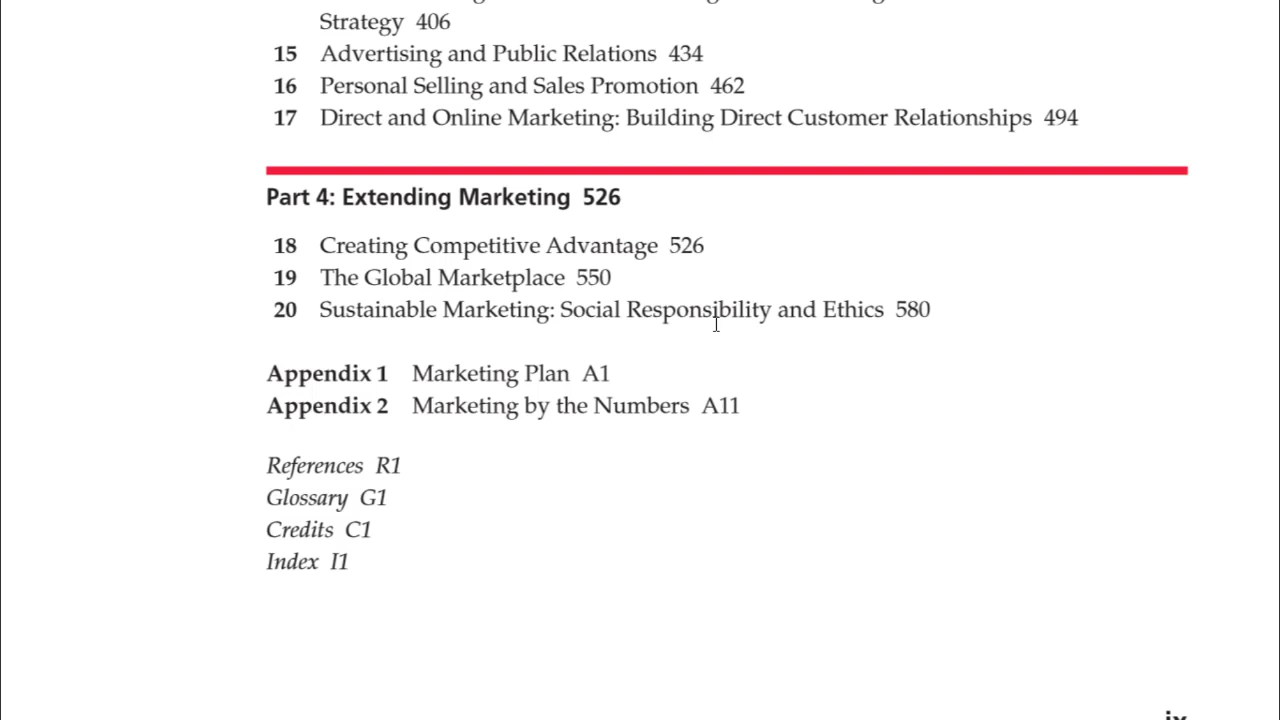 Strategy 406
15 Advertising and Public Relations 434
16 Personal Selling and Sales Promotion 462
17 Direct and Online Marketing: Building Direct Customer Relationships 494
Part 4: Extending Marketing 526
18 Creating Competitive Advantage 526
19 The Global Marketplace 550
20 Sustainable Marketing: Social Responsibility and Ethics 580
Appendix 1 Marketing Plan A1
Appendix 2 Marketing by the Numbers A11
References R1
Glossary G1
Credits C1
Index I1
ix